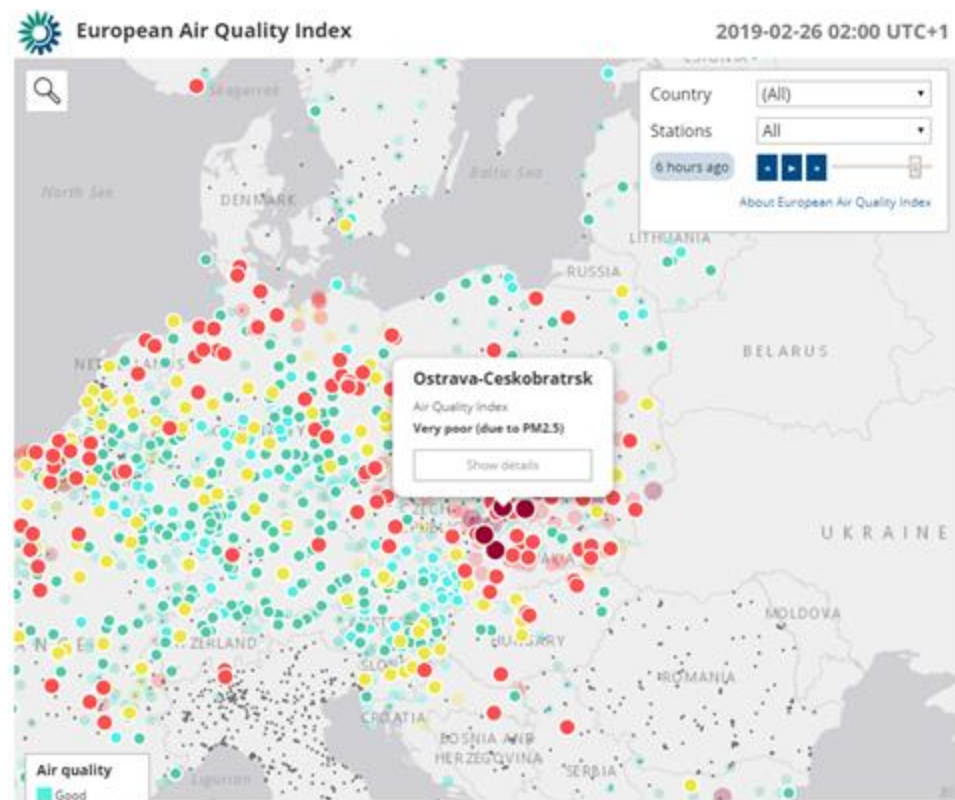 European Air Quality Index
2019-02-26 02:00 UTC+1
Country
(All)
Stations
All
6 hours ago
About European Air Quality Index
North Sea
Baltic Sea
DENMARK
LITHUANIA
RUSSIA
BELARUS
Ostrava-Ceskobratrsk
Air Quality Index
Very poor (due to PM2.5)
Show details
UKRAINE
MOLDOVA
ZERLAND
HUNGARY
ROMANIA
CROATIA
BOSNIA AND
HERZEGOVINA
SERBIA
Ligurian
Air quality
Good